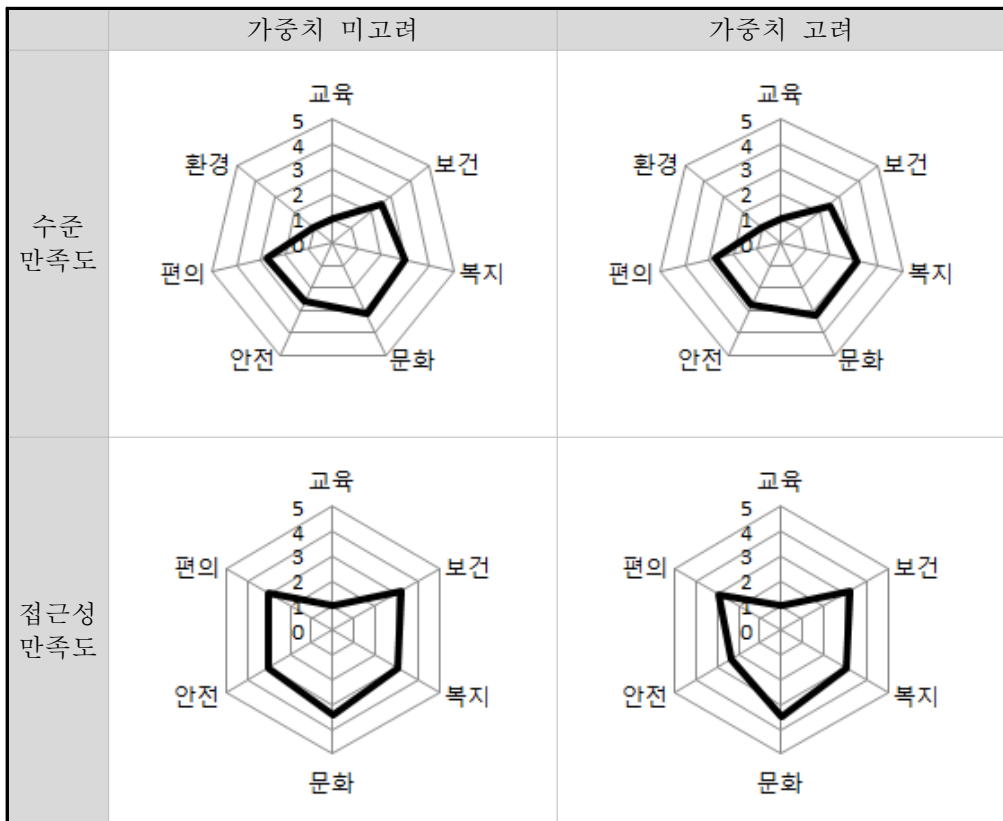 가중치 미고려
가중치 고려
수준
만족도
교육
보건
복지
문화
안전
편의
환경
5
4
3
2
1
0
교육
보건
복지
문화
안전
편의
환경
5
4
3
2
1
0
접근성
만족도
교육
보건
복지
문화
안전
편의
5
4
3
2
1
0
교육
보건
복지
문화
안전
편의
5
4
3
2
1
0